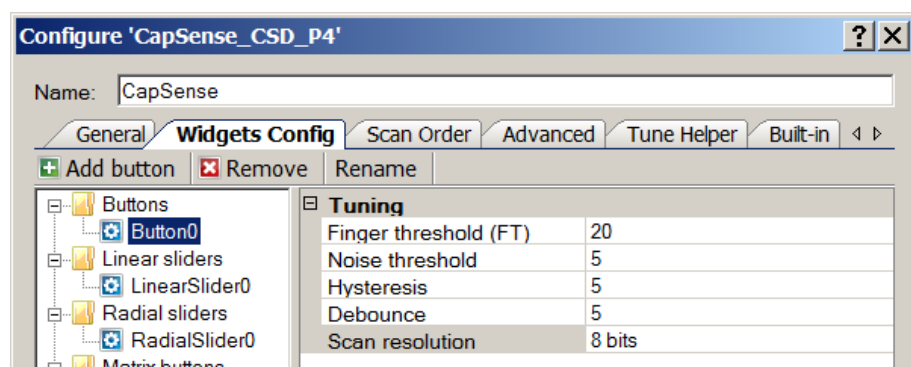 Configure 'CapSense_CSD_P4'
? X
Name: CapSense
General Widgets Config Scan Order Advanced Tune Helper Built-in
Add button Remove Rename
Buttons
Button0
Linear sliders
LinearSlider0
Radial sliders
RadialSlider0
Matrix buttons
Tuning
Finger threshold (FT) 20
Noise threshold 5
Hysteresis 5
Debounce 5
Scan resolution 8 bits